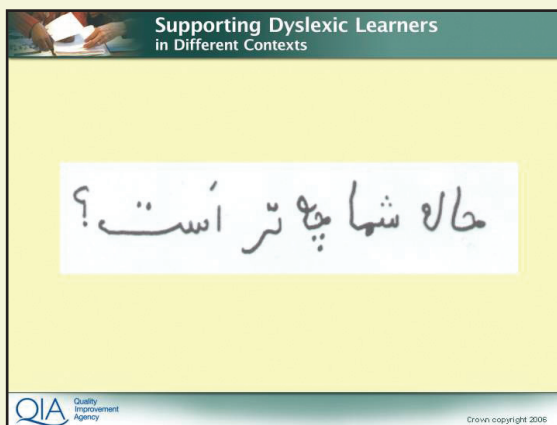 Supporting Dyslexic Learners
in Different Contexts
حاله شما چه تر اَست؟
QIA Quality
Improvement
Agency
Crown copyright 2006